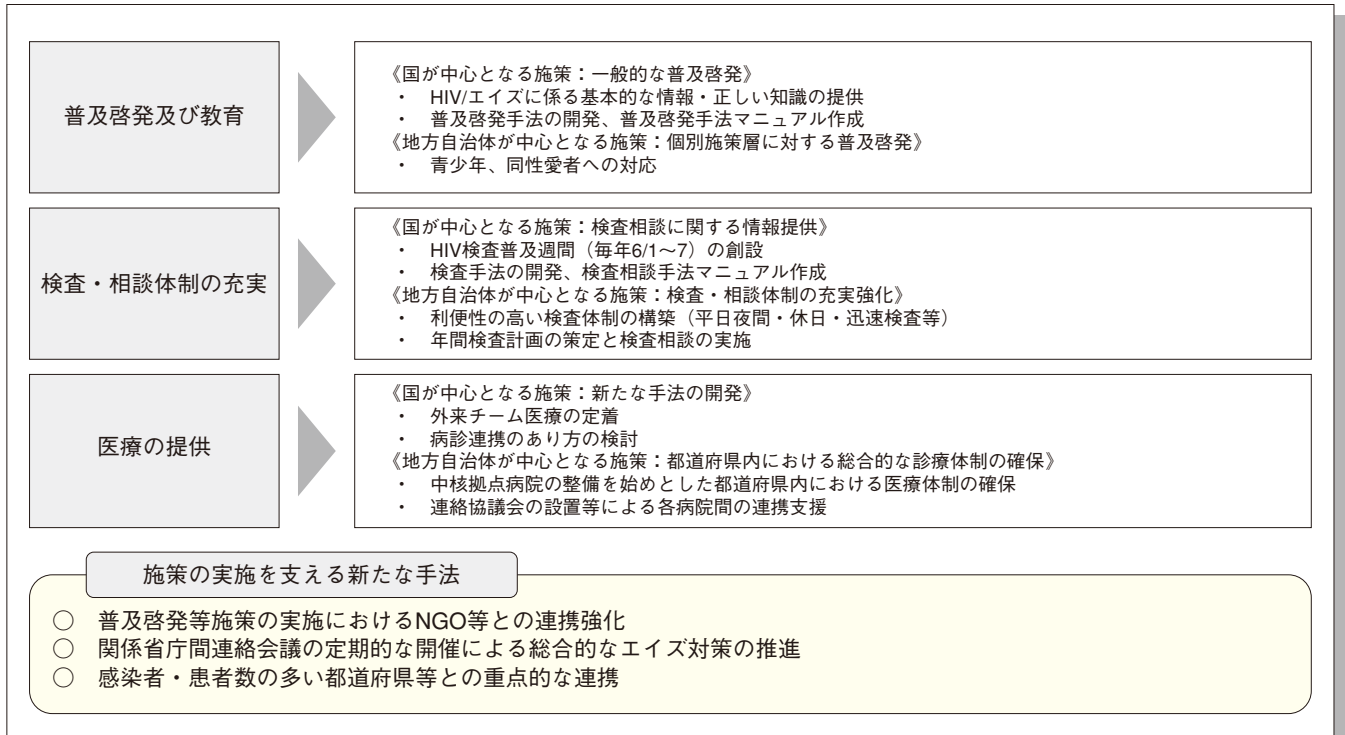 普及啓発及び教育
《国が中心となる施策：一般的な普及啓発》
・　HIV/エイズに係る基本的な情報・正しい知識の提供
・　普及啓発手法の開発、普及啓発手法マニュアル作成
《地方自治体が中心となる施策：個別施策層に対する普及啓発》
・　青少年、同性愛者への対応
検査・相談体制の充実
《国が中心となる施策：検査相談に関する情報提供》
・　HIV検査普及週間（毎年6/1〜7）の創設
・　検査手法の開発、検査相談手法マニュアル作成
《地方自治体が中心となる施策：検査・相談体制の充実強化》
・　利便性の高い検査体制の構築（平日夜間・休日・迅速検査等）
・　年間検査計画の策定と検査相談の実施
医療の提供
《国が中心となる施策：新たな手法の開発》
・　外来チーム医療の定着
・　病診連携のあり方の検討
《地方自治体が中心となる施策：都道府県内における総合的な診療体制の確保》
・　中核拠点病院の整備を始めとした都道府県内における医療体制の確保
・　連絡協議会の設置等による各病院間の連携支援
施策の実施を支える新たな手法
○　普及啓発等施策の実施におけるNGO等との連携強化
○　関係省庁間連絡会議の定期的な開催による総合的なエイズ対策の推進
○　感染者・患者数の多い都道府県等との重点的な連携